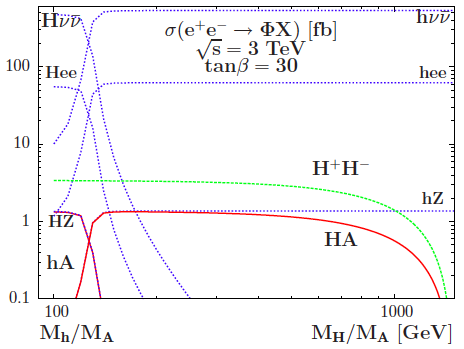 Hνν̄ hνν̄
σ(e⁺e⁻ → ΦX) [fb]
√s = 3 TeV
tanβ = 30
Hee hee
100
10
H⁺H⁻
hZ
HZ
1
HA
hA
0.1
100 1000
M_h/M_A M_H/M_A [GeV]